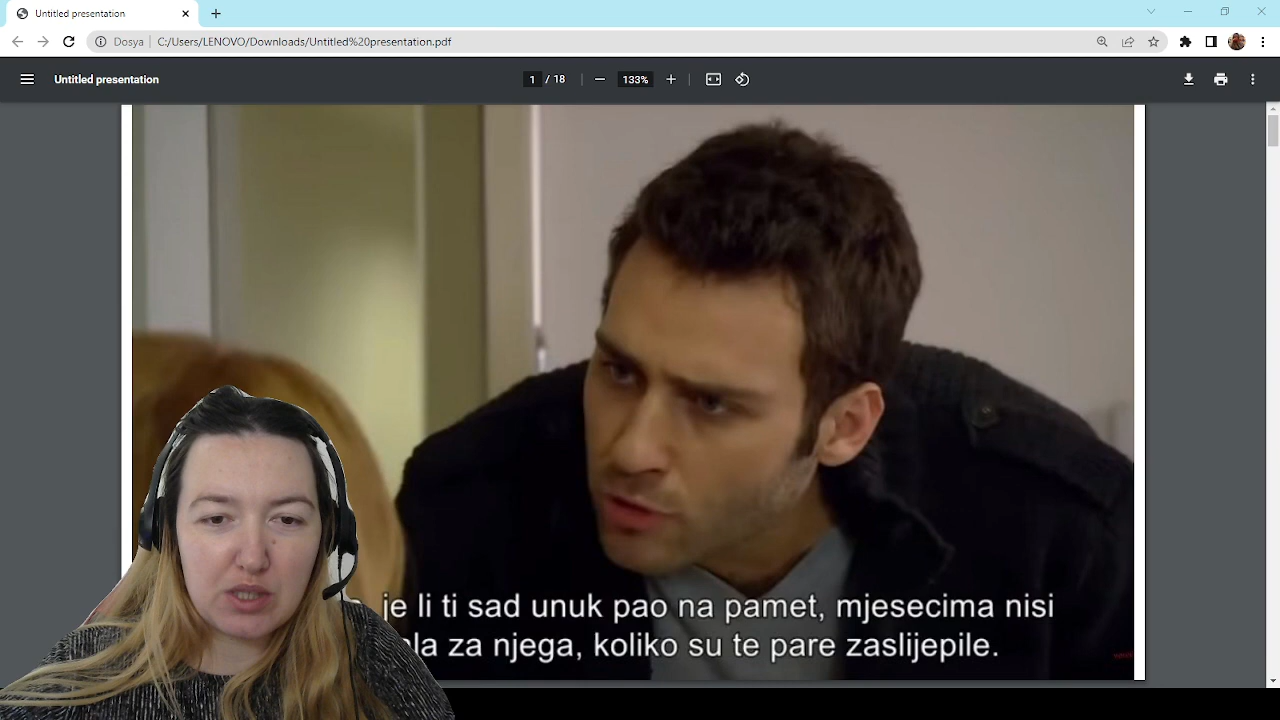 Untitled presentation
Dosya
C:/Users/LENOVO/Downloads/Untitled%20presentation.pdf
Untitled presentation
1 / 18
133%
je li ti sad unuk pao na pamet, mjesecima nisi
za njega, koliko su te pare zaslijepile.